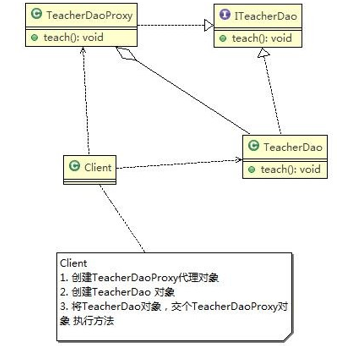 C TeacherDaoProxy
teach(): void
I ITeacherDao
teach(): void
C TeacherDao
teach(): void
C Client
Client
1. 创建TeacherDaoProxy代理对象
2. 创建TeacherDao 对象
3. 将TeacherDao对象，交个TeacherDaoProxy对
象 执行方法